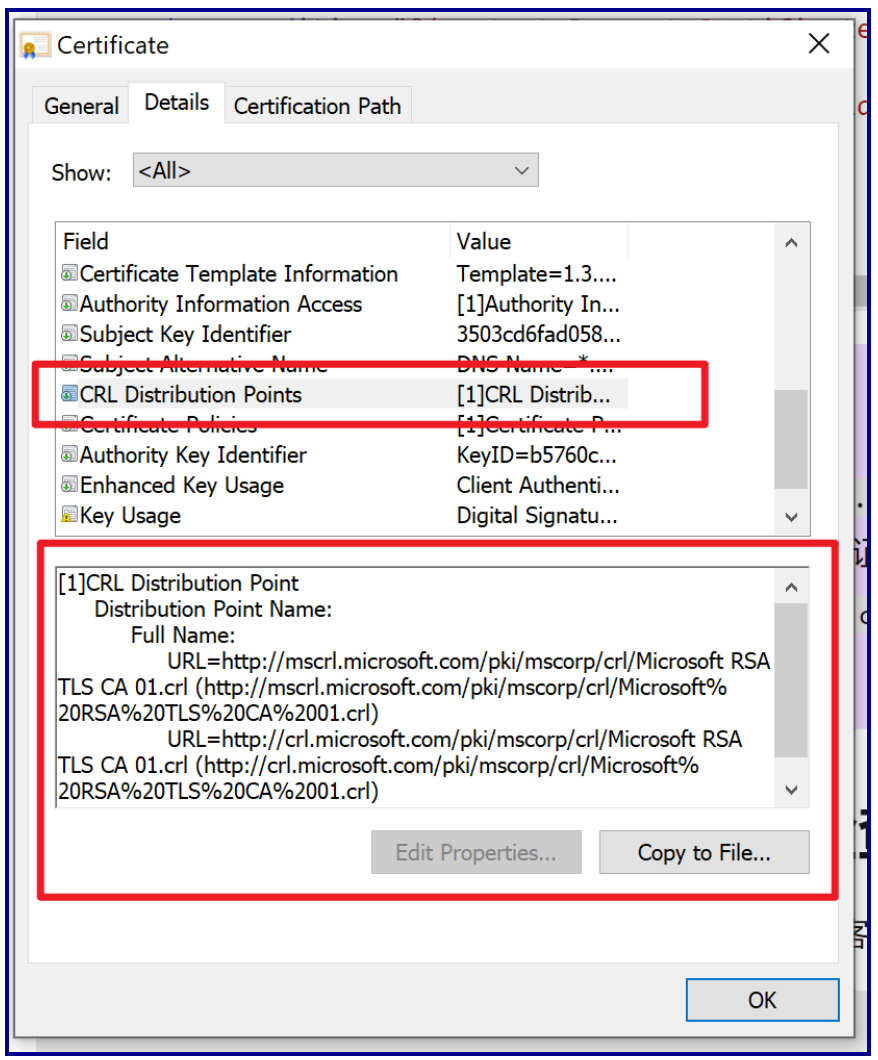 Certificate
General Details Certification Path
Show: <All>
Field Value
Certificate Template Information Template=1.3....
Authority Information Access [1]Authority In...
Subject Key Identifier 3503cd6fad058...
Subject Alternative Name DNS Name=*....
CRL Distribution Points [1]CRL Distrib...
Certificate Policies [1]Certificate P...
Authority Key Identifier KeyID=b5760c...
Enhanced Key Usage Client Authenti...
Key Usage Digital Signatu...
[1]CRL Distribution Point
Distribution Point Name:
Full Name:
URL=http://mscrl.microsoft.com/pki/mscorp/crl/Microsoft RSA
TLS CA 01.crl (http://mscrl.microsoft.com/pki/mscorp/crl/Microsoft%
20RSA%20TLS%20CA%2001.crl)
URL=http://crl.microsoft.com/pki/mscorp/crl/Microsoft RSA
TLS CA 01.crl (http://crl.microsoft.com/pki/mscorp/crl/Microsoft%
20RSA%20TLS%20CA%2001.crl)
Edit Properties... Copy to File...
OK